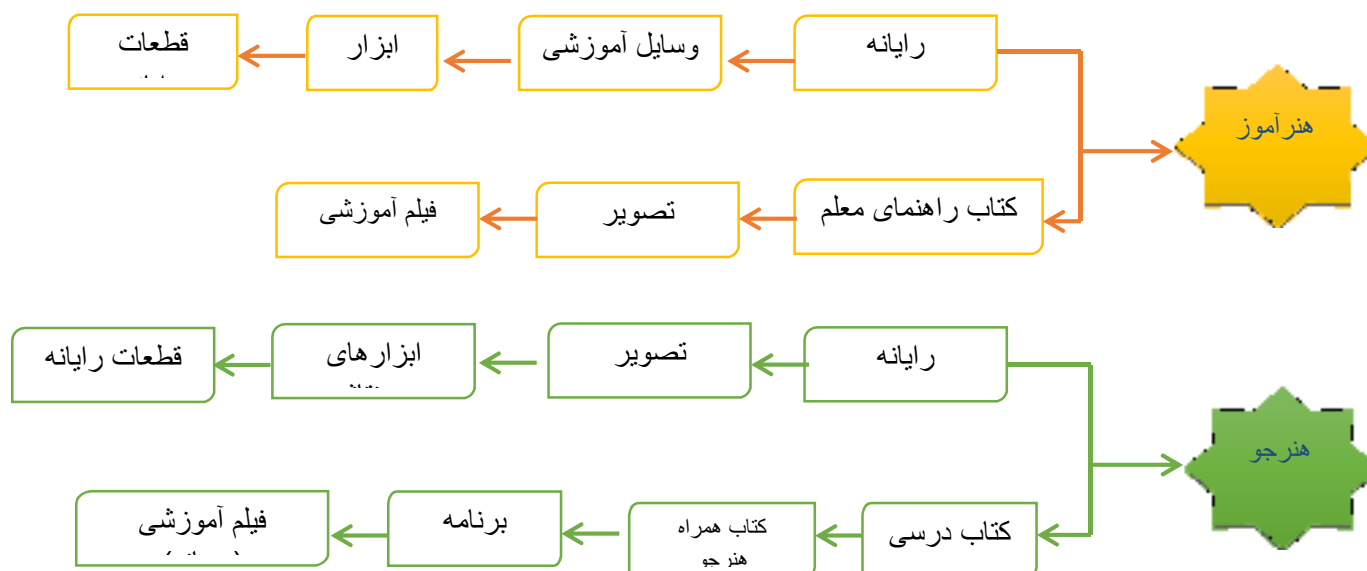 هنرآموز
رایانه
وسایل آموزشی
ابزار
قطعات
کتاب راهنمای معلم
تصویر
فیلم آموزشی
هنرجو
رایانه
تصویر
ابزارهای
قطعات رایانه
کتاب درسی
کتاب همراه
هنرجو
برنامه
فیلم آموزشی